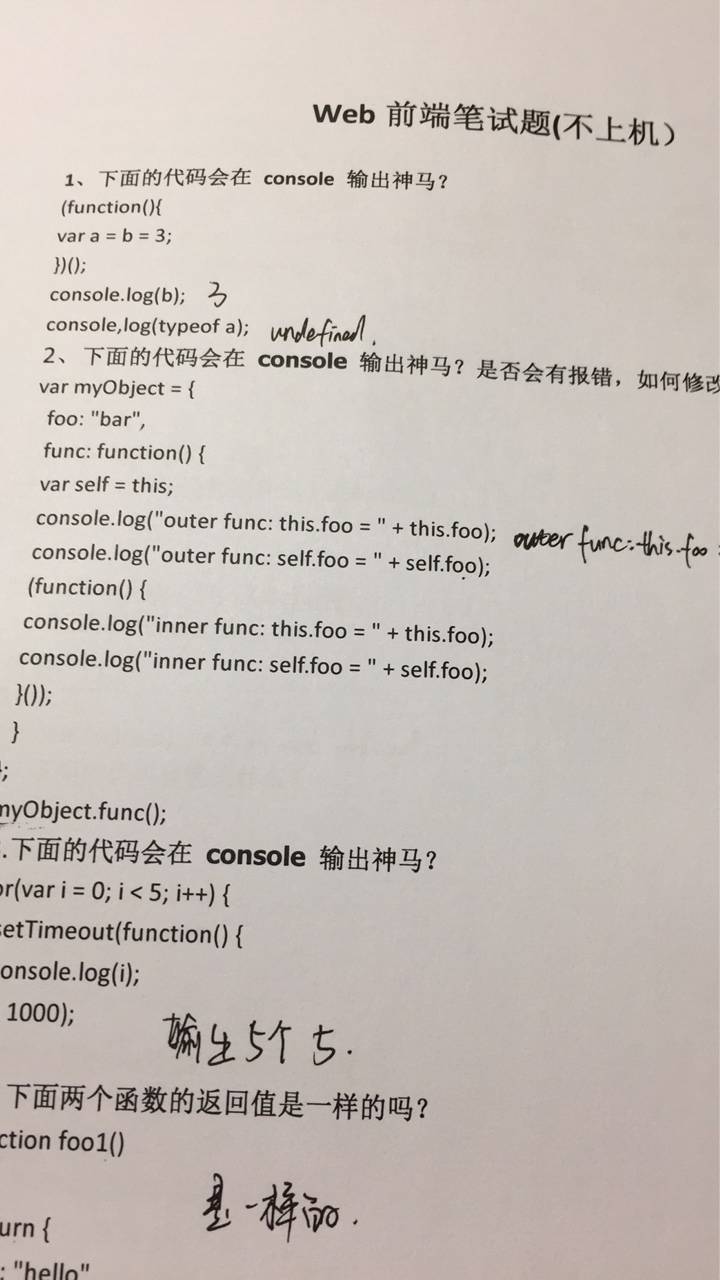 Web 前端笔试题(不上机）
1、下面的代码会在 console 输出神马？
(function(){
var a = b = 3;
})();
console.log(b); 3
console,log(typeof a); undefined.
2、下面的代码会在 console 输出神马？是否会有报错，如何修改
var myObject = {
foo: "bar",
func: function() {
var self = this;
console.log("outer func: this.foo = " + this.foo); outer func: this.foo =
console.log("outer func: self.foo = " + self.foo);
(function() {
console.log("inner func: this.foo = " + this.foo);
console.log("inner func: self.foo = " + self.foo);
}());
}
;
myObject.func();
.下面的代码会在 console 输出神马？
or(var i = 0; i < 5; i++) {
setTimeout(function() {
onsole.log(i);
1000);
输出5个 5.
下面两个函数的返回值是一样的吗？
ction foo1()
是一样的.
urn {
: "hello"